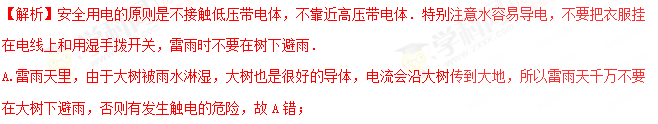 【解析】安全用电的原则是不接触低压带电体，不靠近高压带电体．特别注意水容易导电，不要把衣服挂
在电线上和用湿手拨开关，雷雨时不要在树下避雨．
A.雷雨天里，由于大树被雨水淋湿，大树也是很好的导体，电流会沿大树传到大地，所以雷雨天千万不要
在大树下避雨，否则有发生触电的危险，故 A 错；